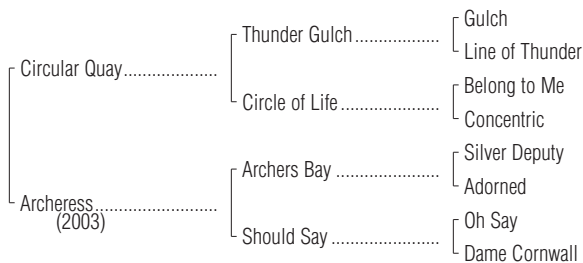 Gulch
Thunder Gulch....................
Line of Thunder
Circular Quay......................
Belong to Me
Circle of Life .......................
Concentric
Silver Deputy
Archers Bay ........................
Adorned
Archeress.............................
(2003)
Oh Say
Should Say .........................
Dame Cornwall